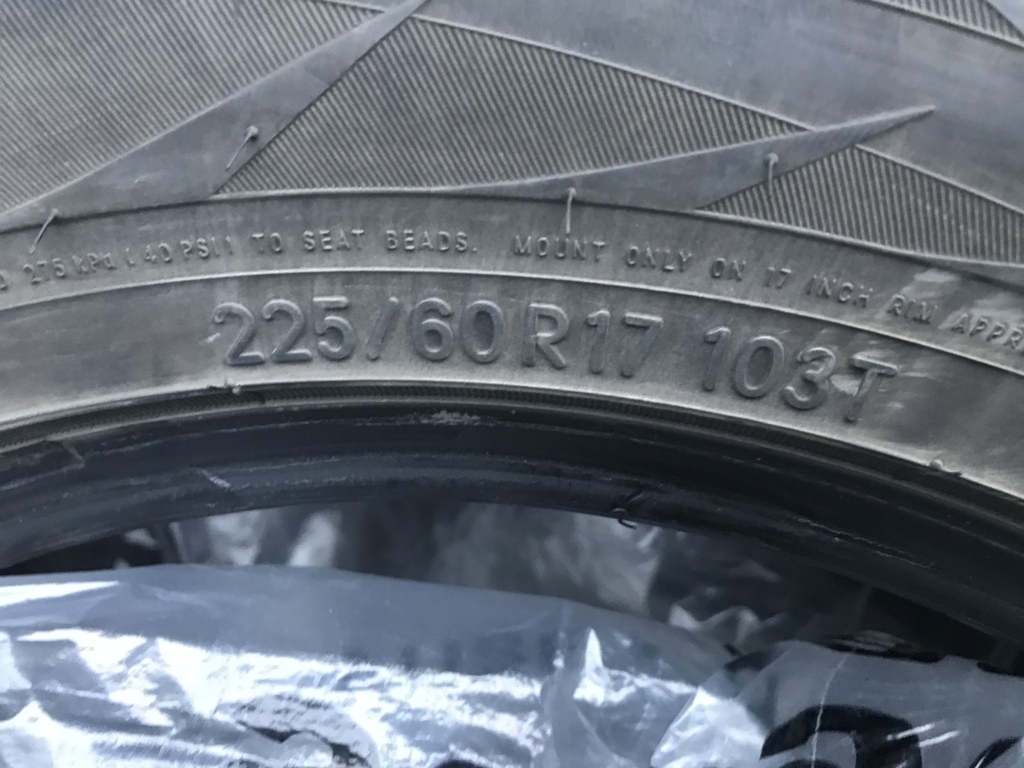 275 kPa (40 PSI) TO SEAT BEADS. MOUNT ONLY ON 17 INCH RIM
225/60R17 103T